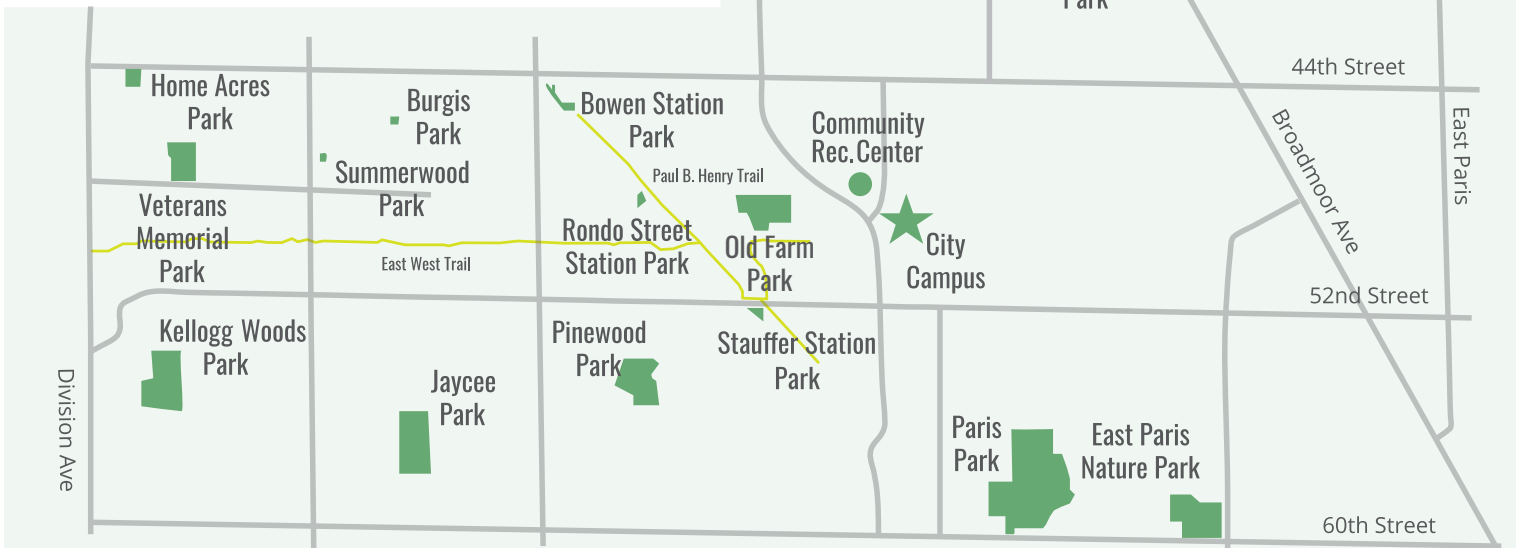 Park
44th Street
Home Acres
Park
Burgis
Park
Bowen Station
Park
Community
Rec. Center
Broadmoor Ave
East Paris
Summerwood
Park
Paul B. Henry Trail
Veterans
Memorial
Park
Rondo Street
Station Park
Old Farm
Park
City
Campus
East West Trail
52nd Street
Kellogg Woods
Park
Pinewood
Park
Stauffer Station
Park
Division Ave
Jaycee
Park
Paris
Park
East Paris
Nature Park
60th Street